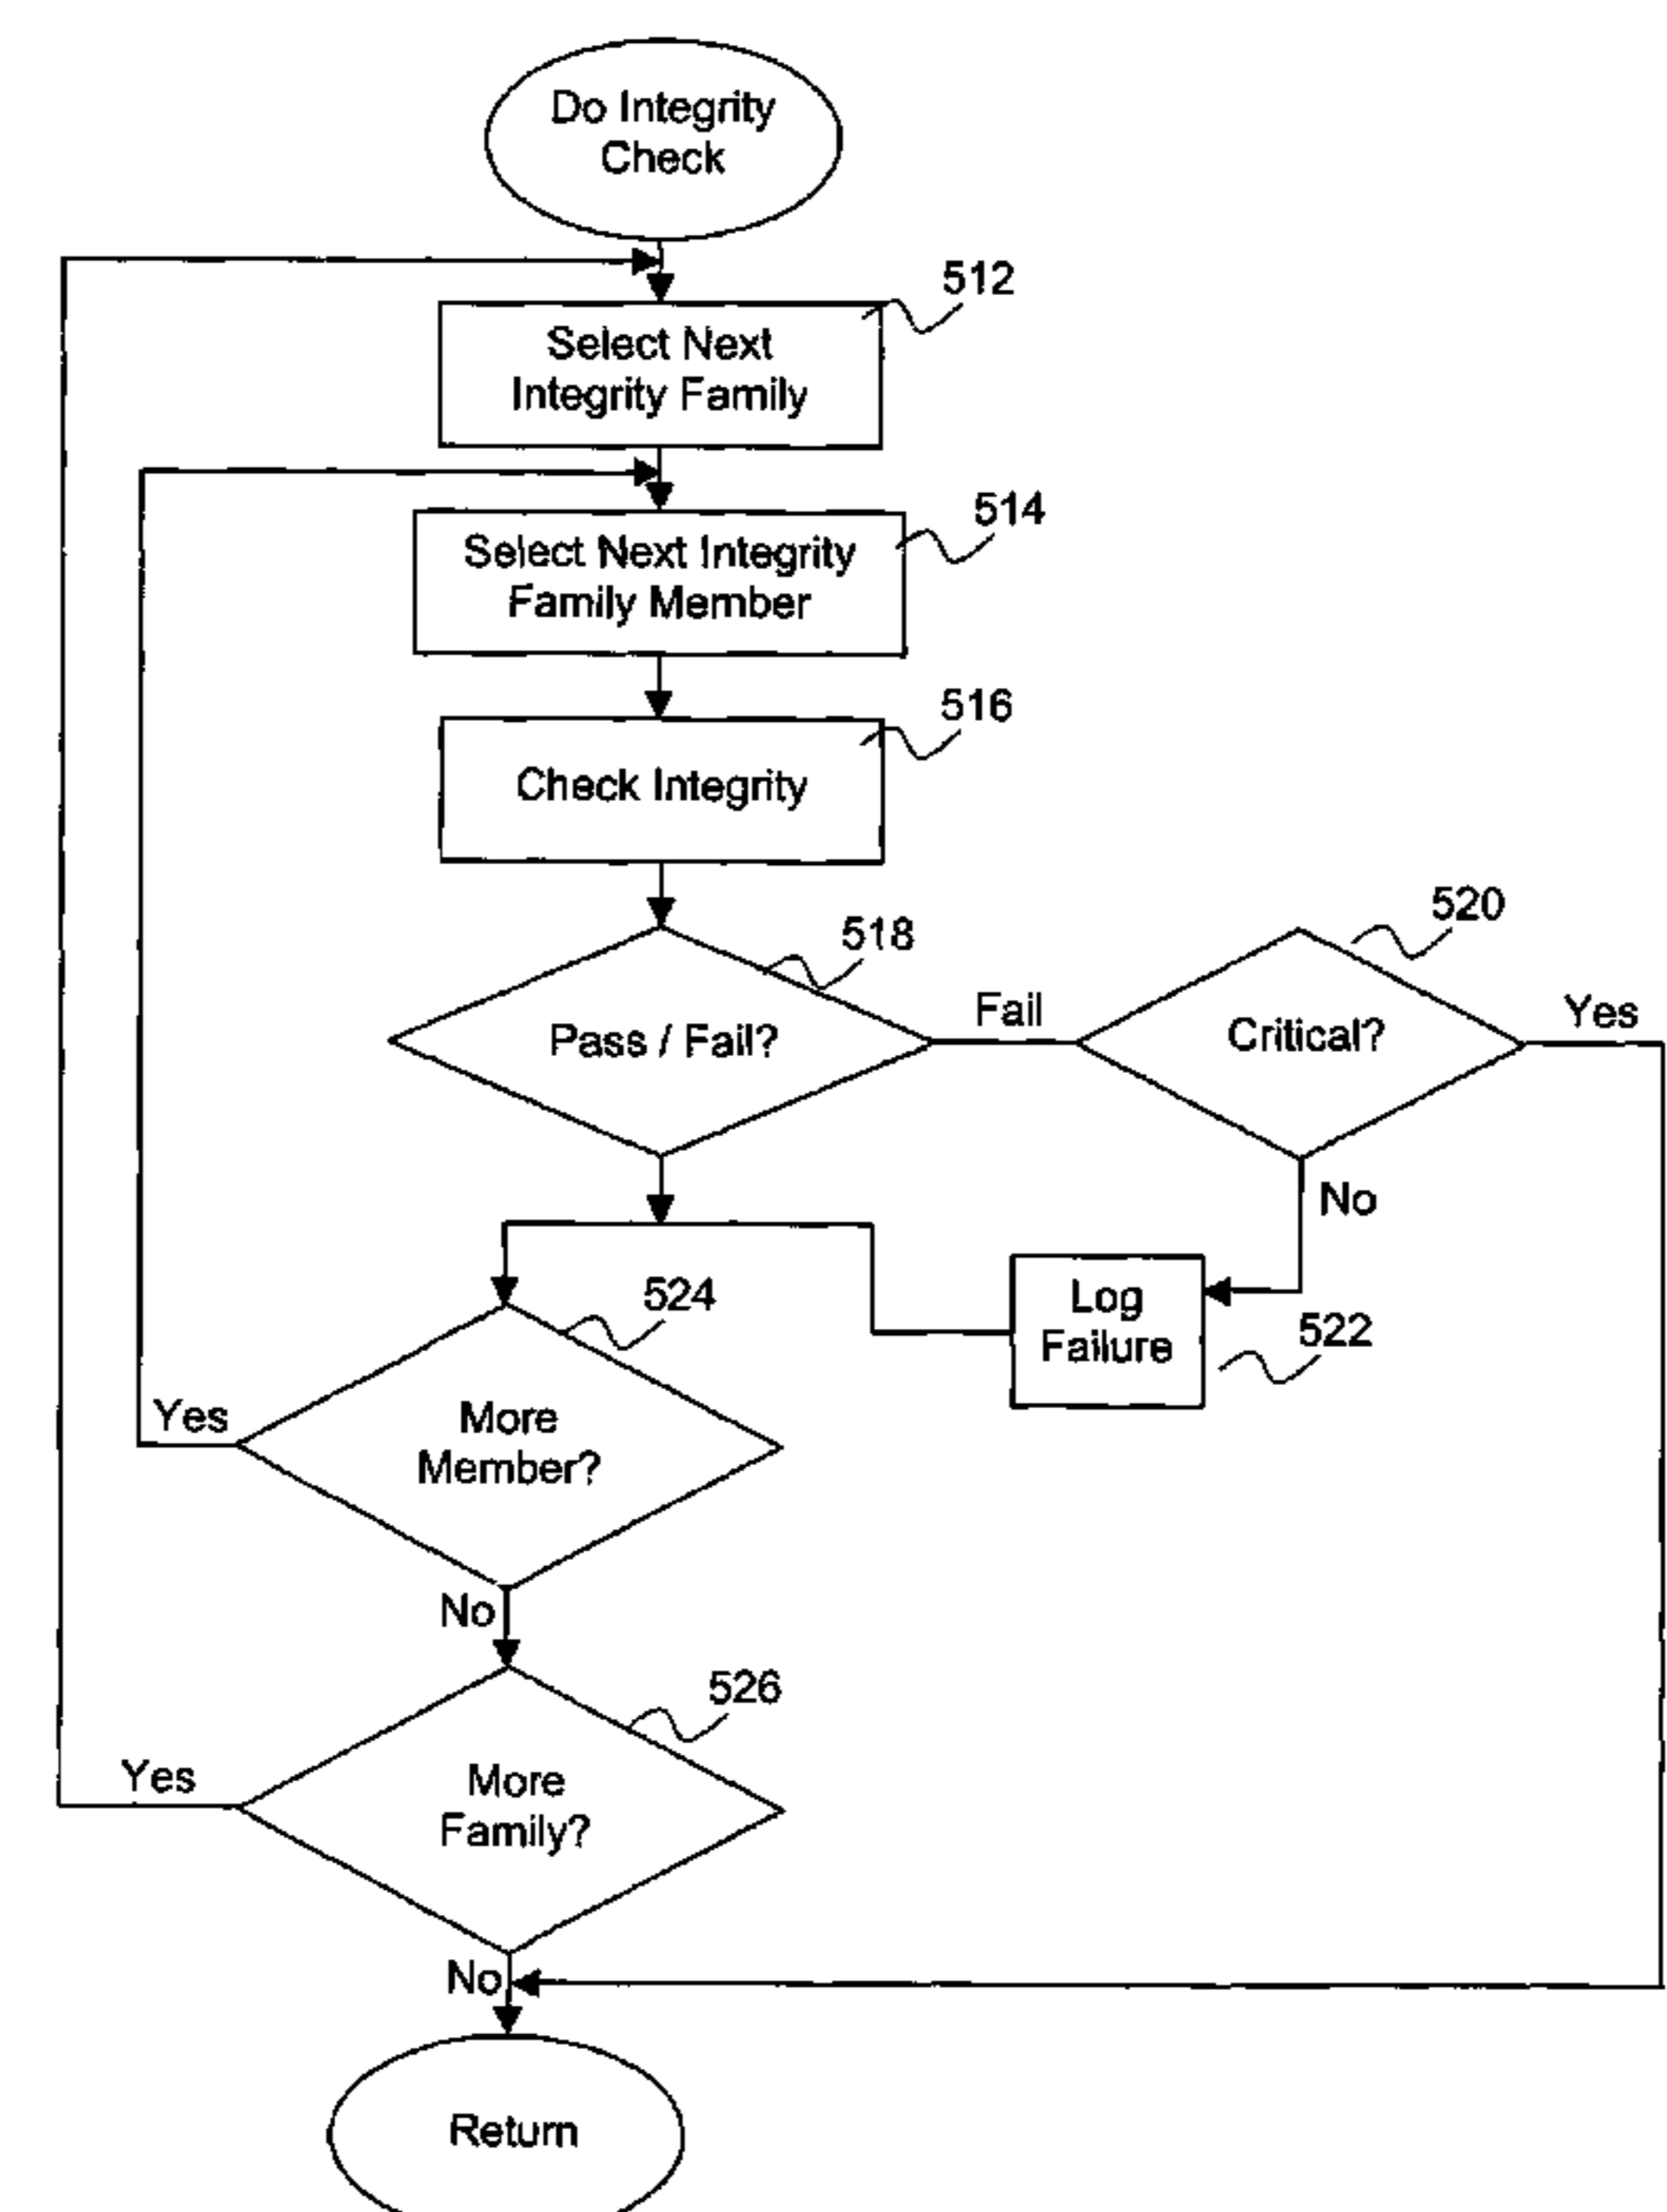 Do Integrity
Check
512
Select Next
Integrity Family
514
Select Next Integrity
Family Member
516
Check Integrity
518
520
Pass / Fail?
Fail
Critical?
Yes
No
Log
Failure
522
524
More
Member?
Yes
No
526
More
Family?
Yes
No
Return